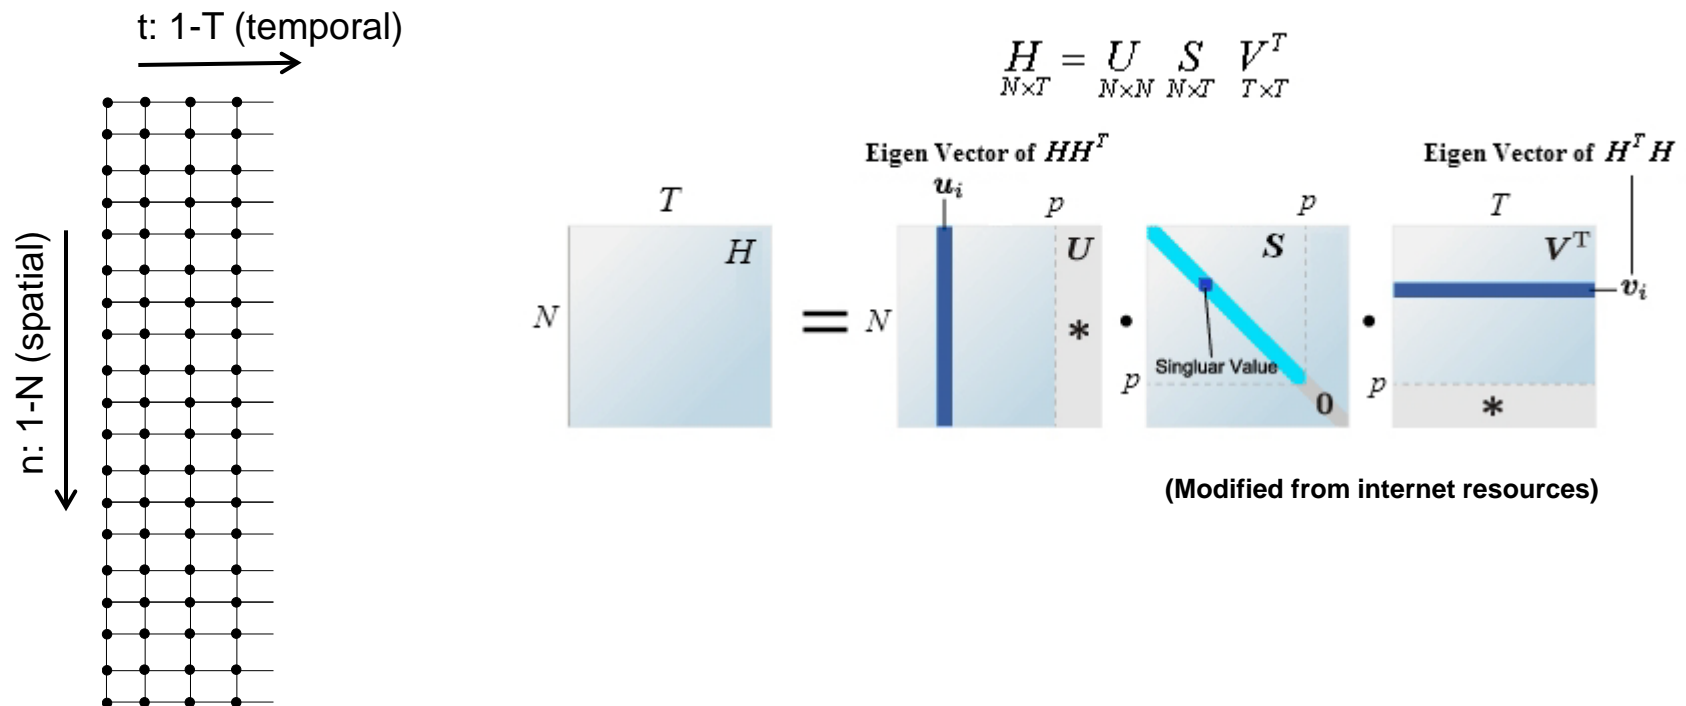 t: 1-T (temporal)
n: 1-N (spatial)
H = U S V^T
N×T N×N N×T T×T
Eigen Vector of HH^T
Eigen Vector of H^T H
u_i
T
p
p
T
H
U
S
V^T
N
=
N
*
•
Singluar Value
•
v_i
p
0
p
*
(Modified from internet resources)